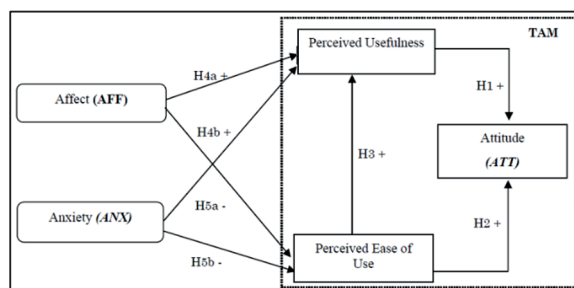 TAM
Perceived Usefulness
H4a +
H1 +
Affect (AFF)
H4b +
Attitude
(ATT)
H3 +
H5a -
Anxiety (ANX)
H2 +
Perceived Ease of
Use
H5b -